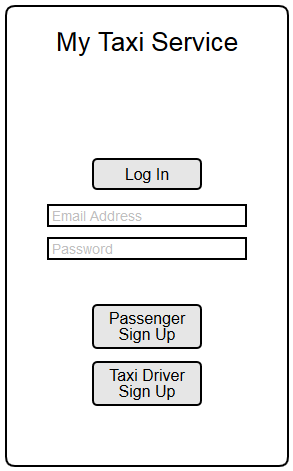 My Taxi Service
Log In
Email Address
Password
Passenger
Sign Up
Taxi Driver
Sign Up